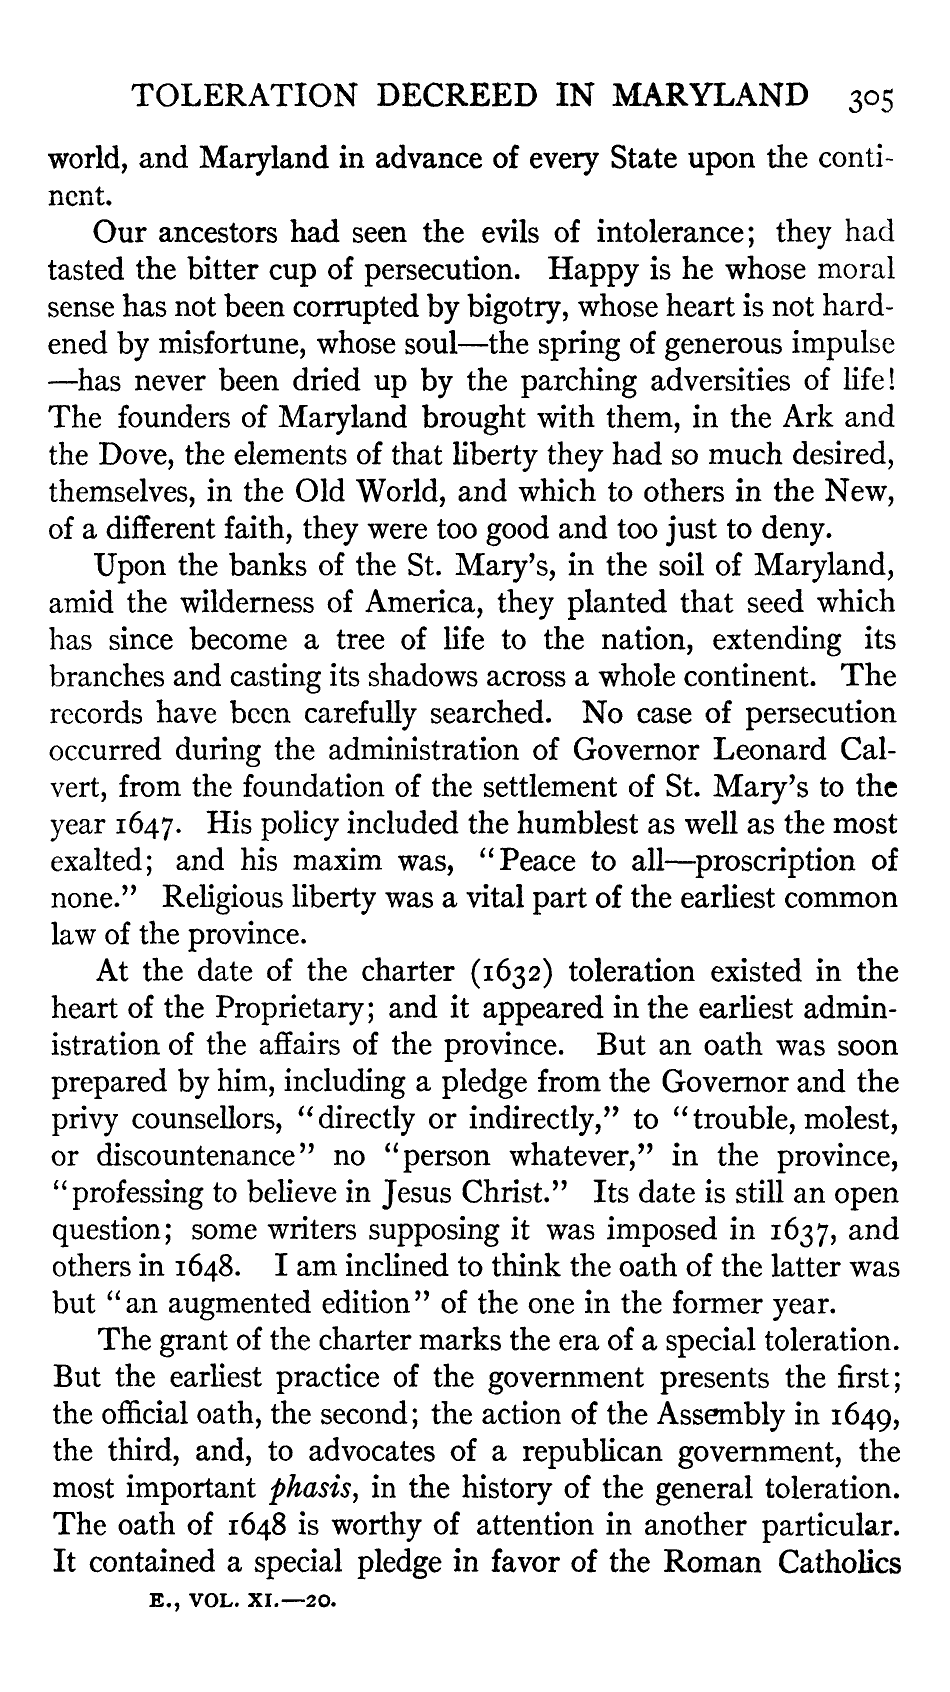 TOLERATION DECREED IN MARYLAND 305
world, and Maryland in advance of every State upon the conti-
nent.
Our ancestors had seen the evils of intolerance; they had
tasted the bitter cup of persecution. Happy is he whose moral
sense has not been corrupted by bigotry, whose heart is not hard-
ened by misfortune, whose soul—the spring of generous impulse
—has never been dried up by the parching adversities of life!
The founders of Maryland brought with them, in the Ark and
the Dove, the elements of that liberty they had so much desired,
themselves, in the Old World, and which to others in the New,
of a different faith, they were too good and too just to deny.
Upon the banks of the St. Mary's, in the soil of Maryland,
amid the wilderness of America, they planted that seed which
has since become a tree of life to the nation, extending its
branches and casting its shadows across a whole continent. The
records have been carefully searched. No case of persecution
occurred during the administration of Governor Leonard Cal-
vert, from the foundation of the settlement of St. Mary's to the
year 1647. His policy included the humblest as well as the most
exalted; and his maxim was, "Peace to all—proscription of
none." Religious liberty was a vital part of the earliest common
law of the province.
At the date of the charter (1632) toleration existed in the
heart of the Proprietary; and it appeared in the earliest admin-
istration of the affairs of the province. But an oath was soon
prepared by him, including a pledge from the Governor and the
privy counsellors, "directly or indirectly," to "trouble, molest,
or discountenance" no "person whatever," in the province,
"professing to believe in Jesus Christ." Its date is still an open
question; some writers supposing it was imposed in 1637, and
others in 1648. I am inclined to think the oath of the latter was
but "an augmented edition" of the one in the former year.
The grant of the charter marks the era of a special toleration.
But the earliest practice of the government presents the first;
the official oath, the second; the action of the Assembly in 1649,
the third, and, to advocates of a republican government, the
most important phasis, in the history of the general toleration.
The oath of 1648 is worthy of attention in another particular.
It contained a special pledge in favor of the Roman Catholics
E., VOL. XI.—20.